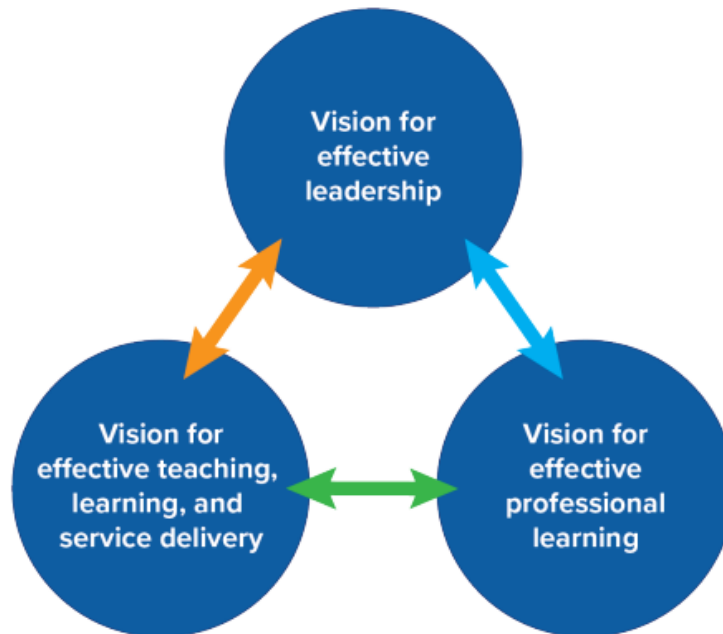 Vision for
effective
leadership
Vision for
effective teaching,
learning, and
service delivery
Vision for
effective
professional
learning